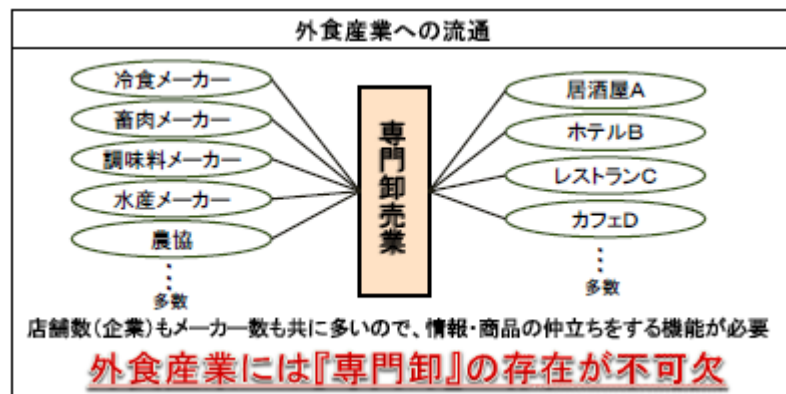 外食産業への流通
冷食メーカー
畜肉メーカー
調味料メーカー
水産メーカー
農協
⋮
多数
専門卸売業
居酒屋A
ホテルB
レストランC
カフェD
⋮
多数
店舗数(企業)もメーカー数も共に多いので、情報・商品の仲立ちをする機能が必要
外食産業には『専門卸』の存在が不可欠